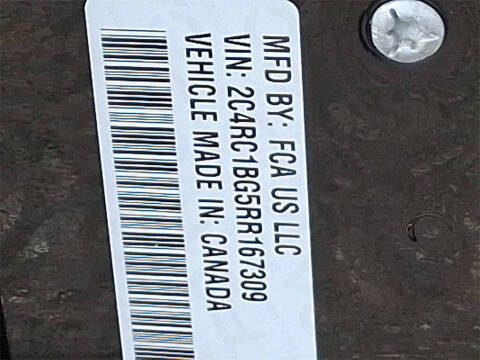 MFD BY: FCA US LLC
VIN: 2C4RC1BG5RR167309
VEHICLE MADE IN: CANADA